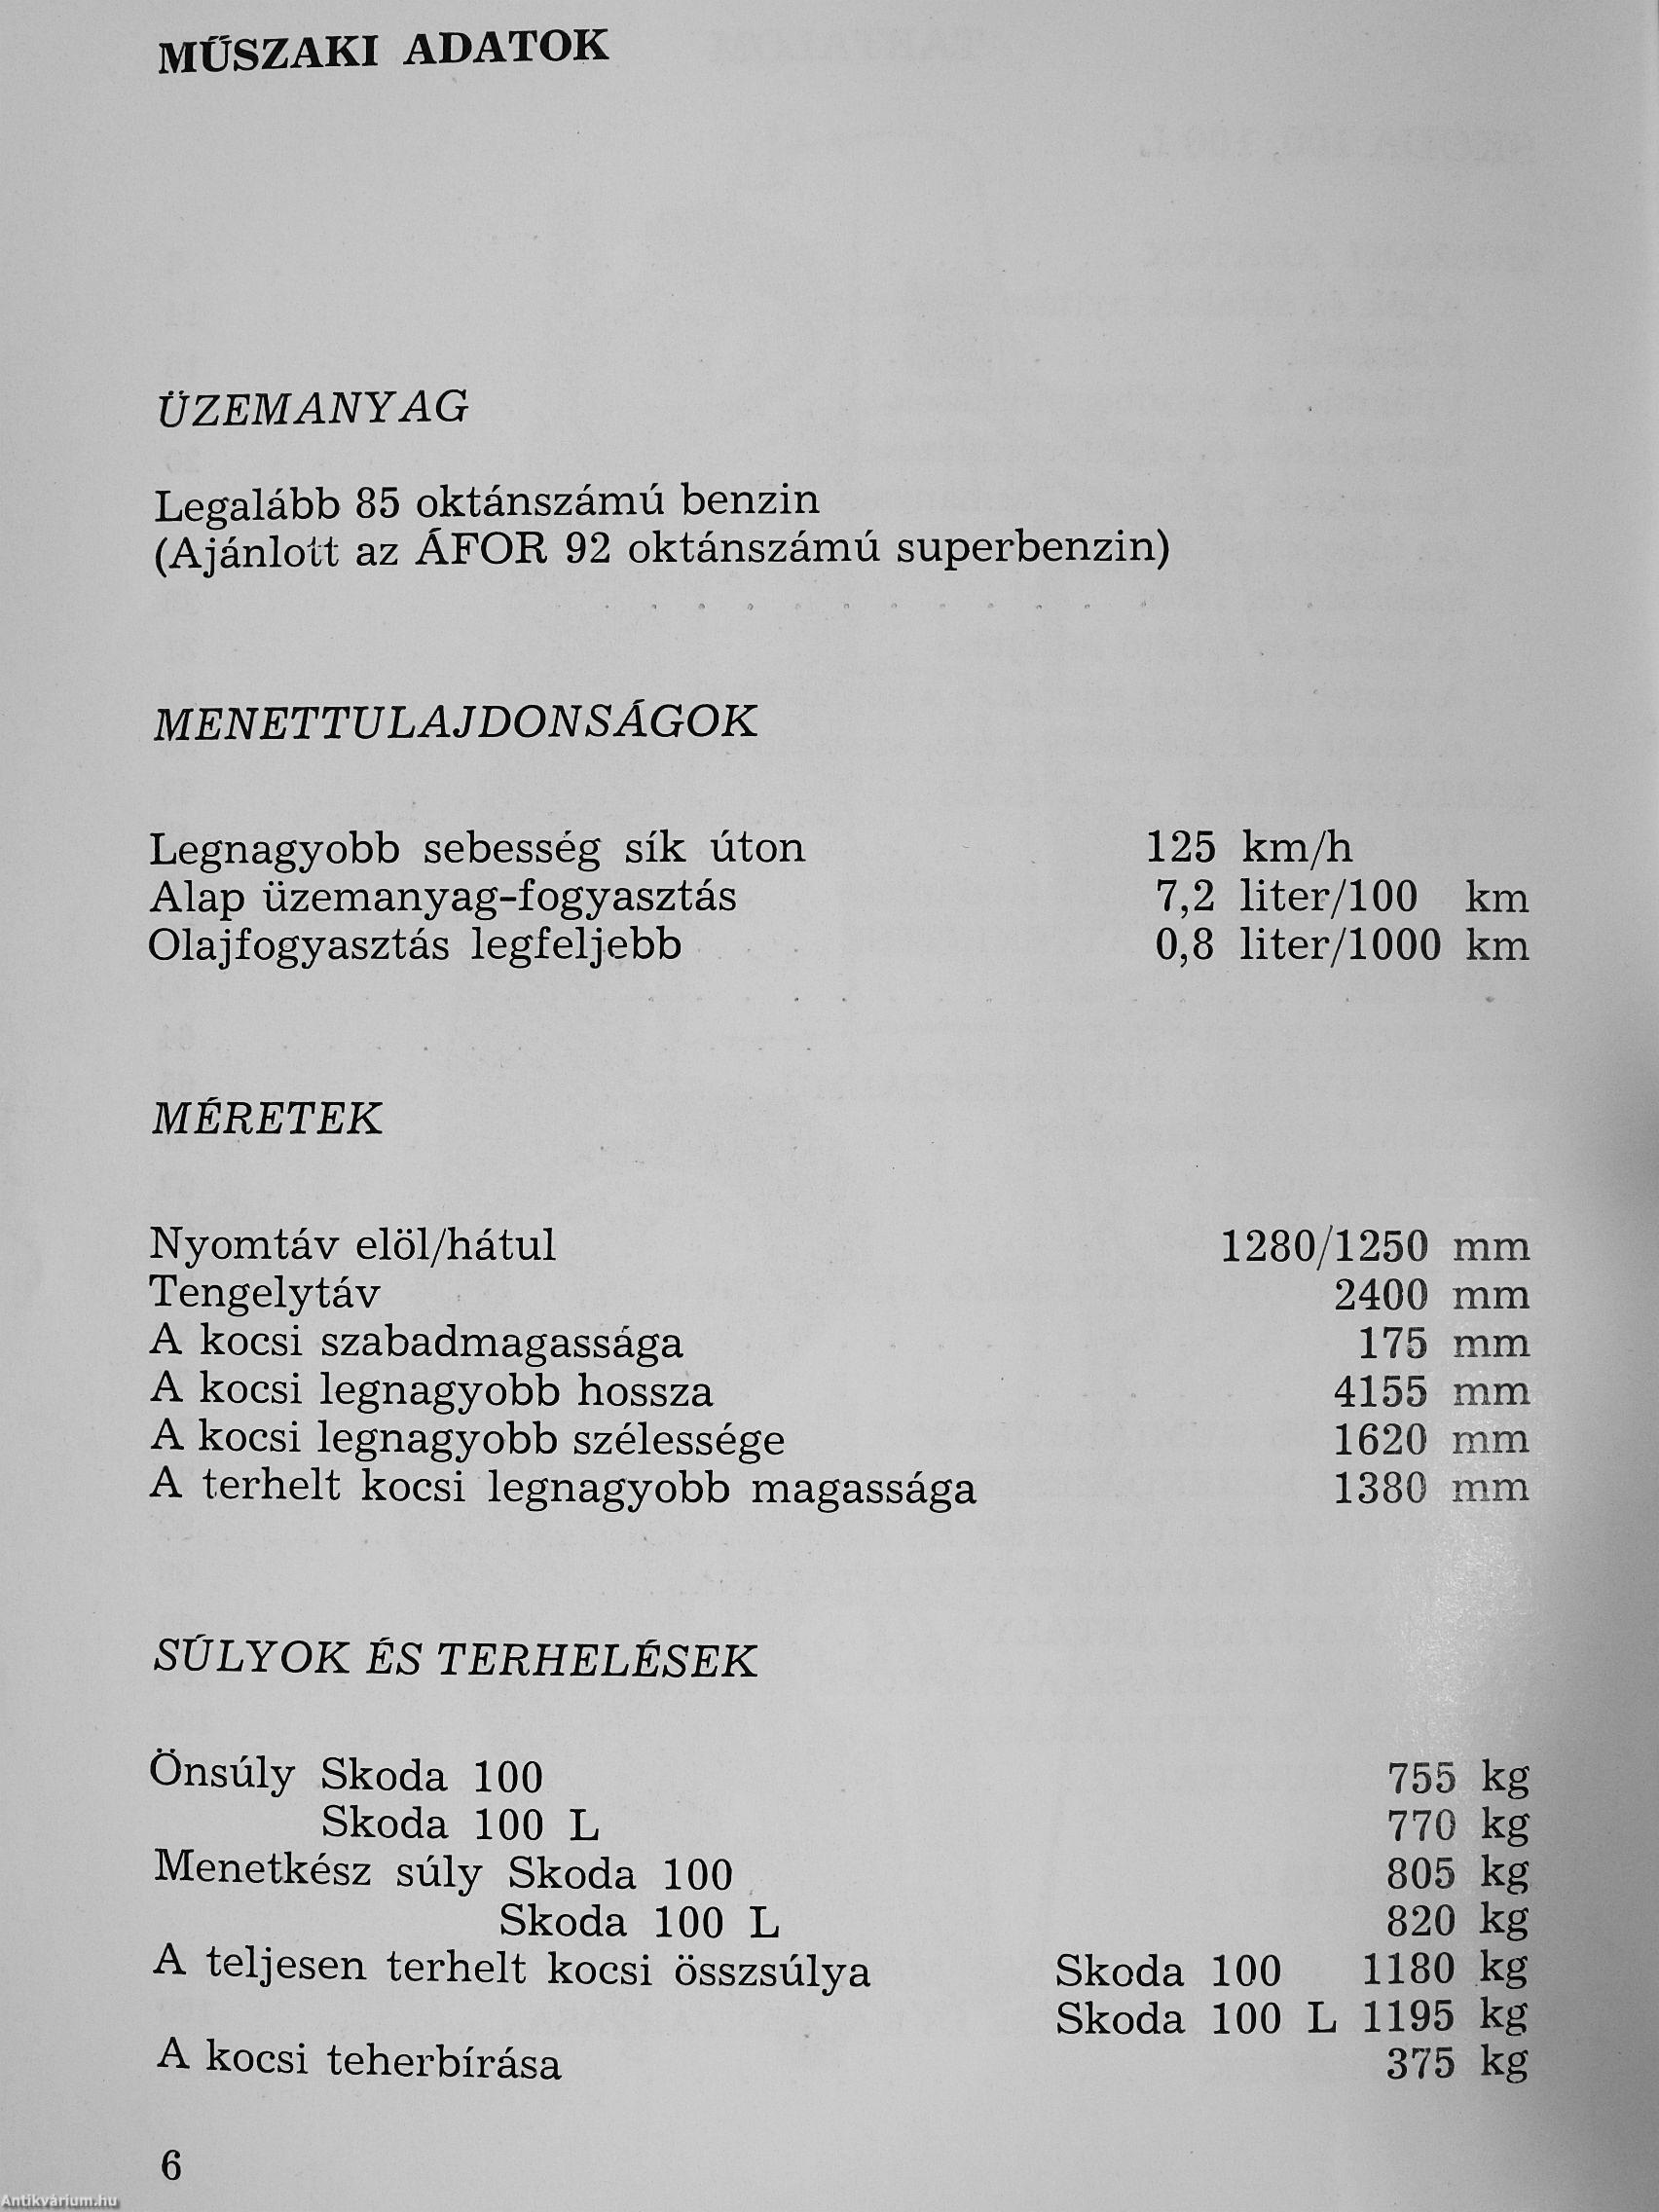 MŰSZAKI ADATOK
ÜZEMANYAG
Legalább 85 oktánszámú benzin
(Ajánlott az ÁFOR 92 oktánszámú superbenzin)
MENETTULAJDONSÁGOK
Legnagyobb sebesség sík úton 125 km/h
Alap üzemanyag-fogyasztás 7,2 liter/100 km
Olajfogyasztás legfeljebb 0,8 liter/1000 km
MÉRETEK
Nyomtáv elöl/hátul 1280/1250 mm
Tengelytáv 2400 mm
A kocsi szabadmagassága 175 mm
A kocsi legnagyobb hossza 4155 mm
A kocsi legnagyobb szélessége 1620 mm
A terhelt kocsi legnagyobb magassága 1380 mm
SÚLYOK ÉS TERHELÉSEK
Önsúly Skoda 100 755 kg
Skoda 100 L 770 kg
Menetkész súly Skoda 100 805 kg
Skoda 100 L 820 kg
A teljesen terhelt kocsi összsúlya Skoda 100 1180 kg
Skoda 100 L 1195 kg
A kocsi teherbírása 375 kg
6
Antikvárium.hu